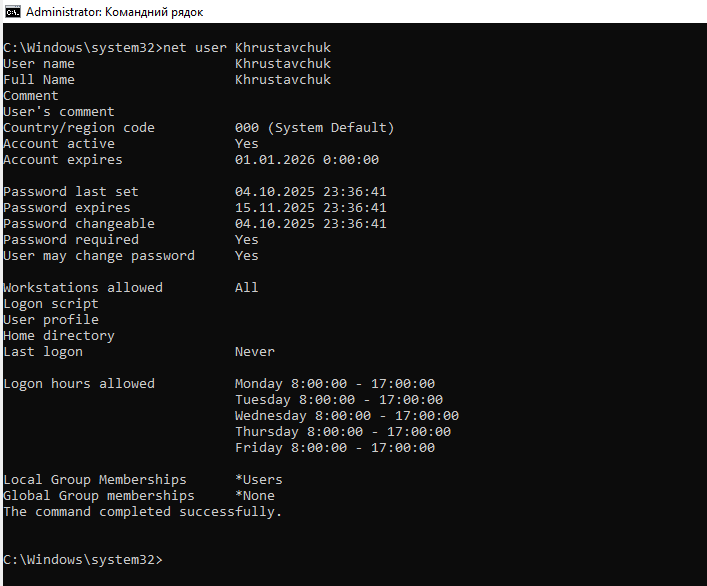 Administrator: Командний рядок
C:\Windows\system32>net user Khrustavchuk
User name                    Khrustavchuk
Full Name                    Khrustavchuk
Comment
User's comment
Country/region code          000 (System Default)
Account active               Yes
Account expires              01.01.2026 0:00:00
Password last set            04.10.2025 23:36:41
Password expires             15.11.2025 23:36:41
Password changeable          04.10.2025 23:36:41
Password required            Yes
User may change password     Yes
Workstations allowed         All
Logon script
User profile
Home directory
Last logon                   Never
Logon hours allowed          Monday 8:00:00 - 17:00:00
                             Tuesday 8:00:00 - 17:00:00
                             Wednesday 8:00:00 - 17:00:00
                             Thursday 8:00:00 - 17:00:00
                             Friday 8:00:00 - 17:00:00
Local Group Memberships      *Users
Global Group memberships     *None
The command completed successfully.
C:\Windows\system32>